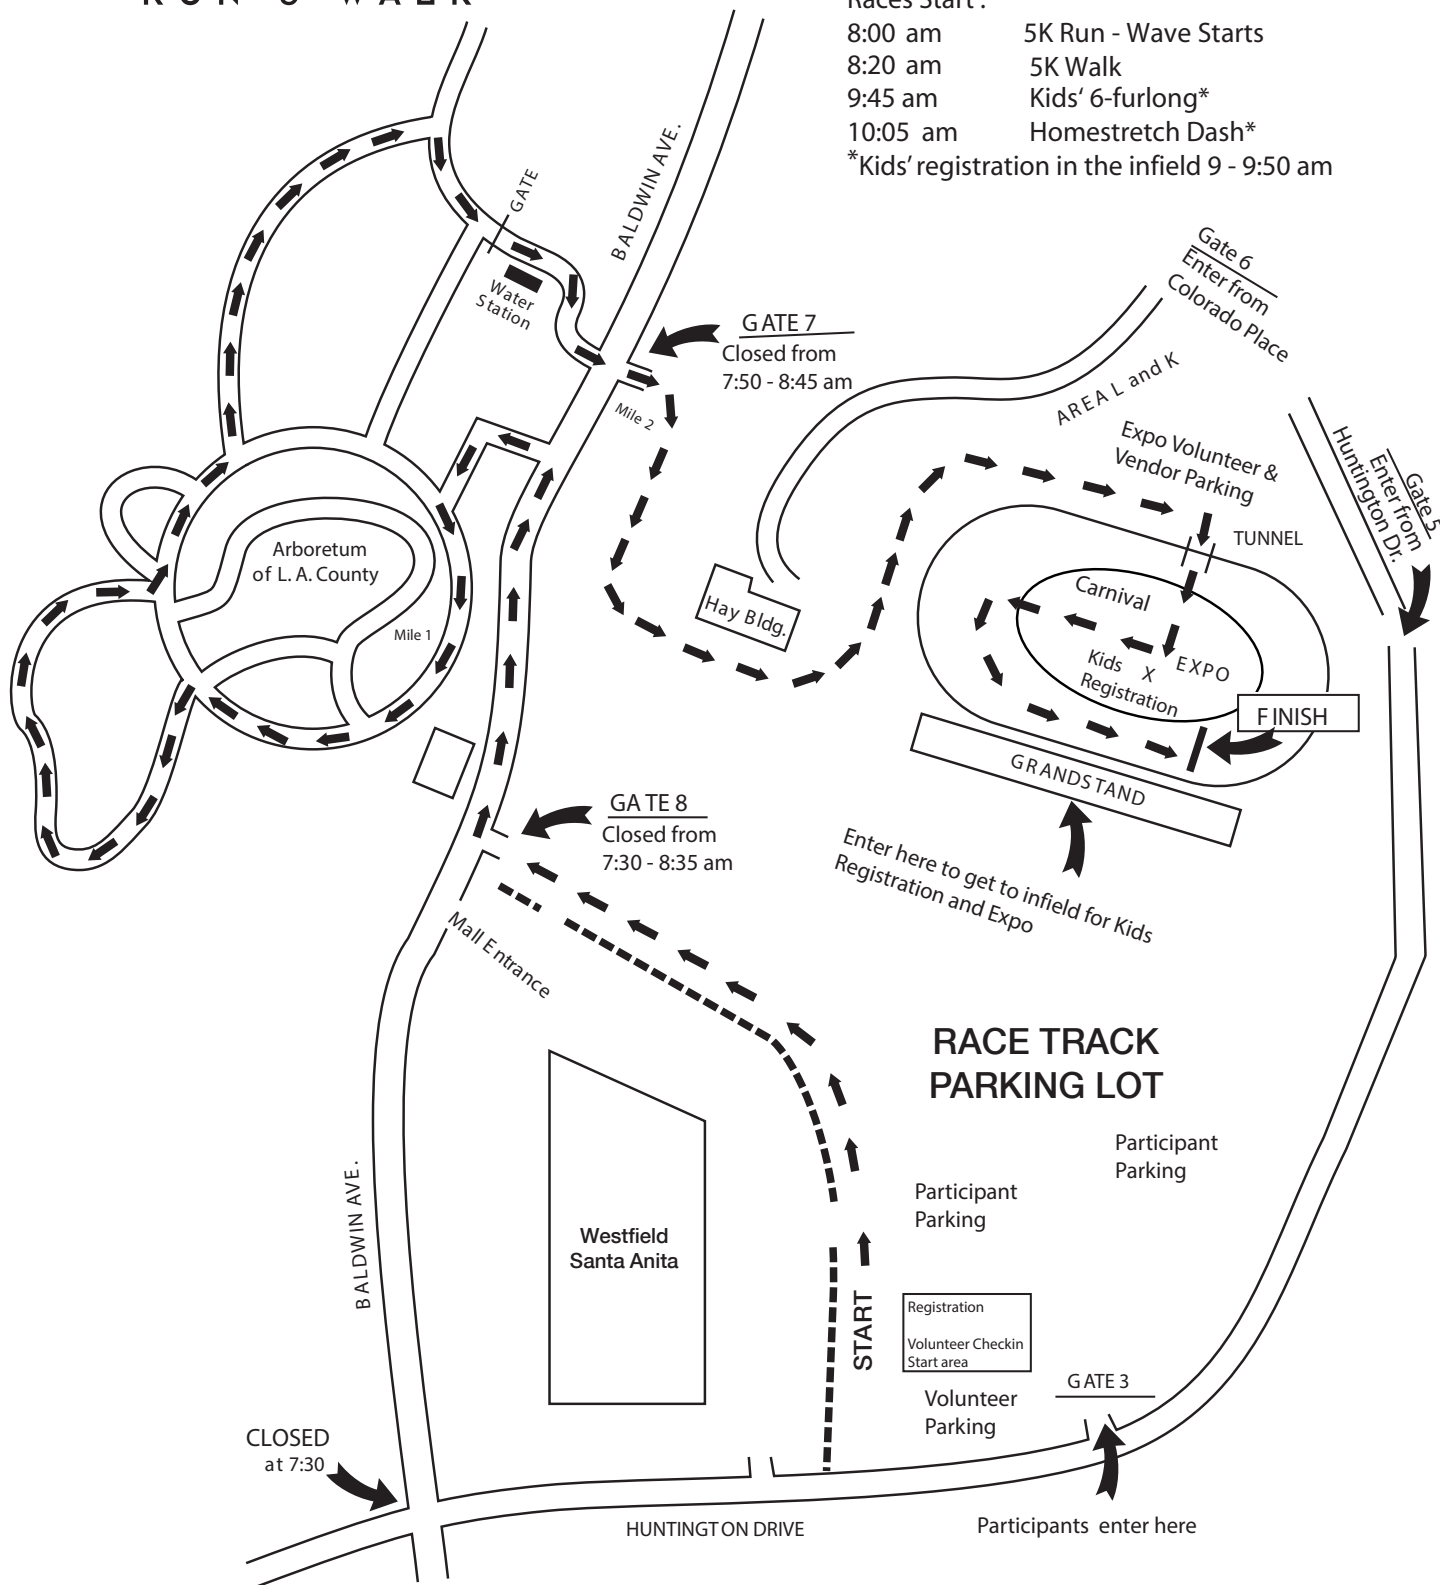 RUN & WALK
Races Start :
8:00 am 5K Run - Wave Starts
8:20 am 5K Walk
9:45 am Kids‘ 6-furlong*
10:05 am Homestretch Dash*
*Kids’ registration in the infield 9 - 9:50 am
GATE
BALDWIN AVE.
Water
Station
GATE 7
Closed from
7:50 - 8:45 am
Mile 2
Gate 6
Enter from
Colorado Place
AREA L and K
Expo Volunteer &
Vendor Parking
Gate 5
Enter from
Huntington Dr.
TUNNEL
Arboretum
of L. A. County
Mile 1
Hay Bldg.
Carnival
Kids X EXPO
Registration
FINISH
GRANDSTAND
GATE 8
Closed from
7:30 - 8:35 am
Enter here to get to infield for Kids
Registration and Expo
Mall Entrance
RACE TRACK
PARKING LOT
Participant
Parking
Participant
Parking
BALDWIN AVE.
Westfield
Santa Anita
START
Registration
Volunteer Checkin
Start area
GATE 3
Volunteer
Parking
CLOSED
at 7:30
HUNTINGTON DRIVE
Participants enter here